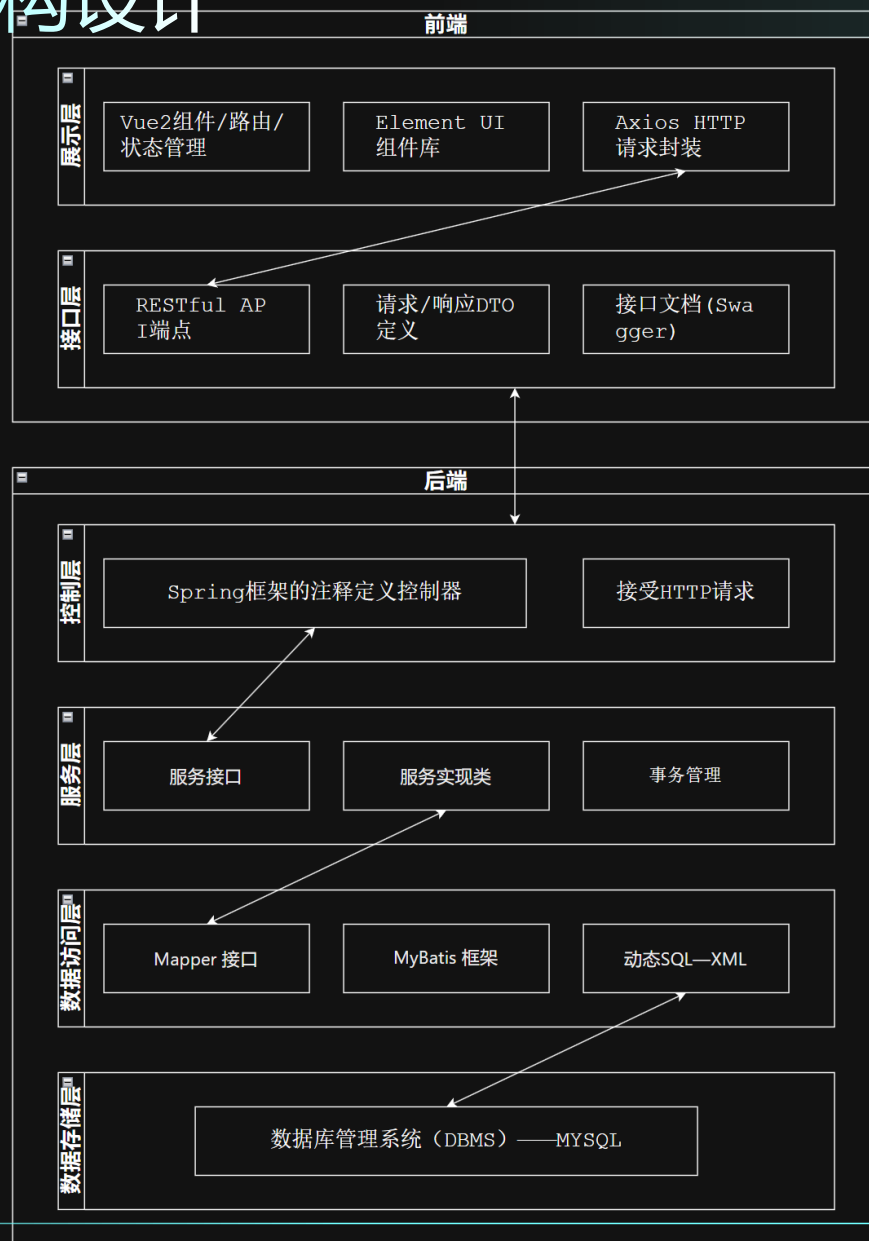 构设计
前端
展示层
Vue2组件/路由/
状态管理
Element UI
组件库
Axios HTTP
请求封装
接口层
RESTful AP
I端点
请求/响应DTO
定义
接口文档(Swa
gger)
后端
控制层
Spring框架的注释定义控制器
接受HTTP请求
服务层
服务接口
服务实现类
事务管理
数据访问层
Mapper 接口
MyBatis 框架
动态SQL—XML
数据存储层
数据库管理系统（DBMS）——MYSQL